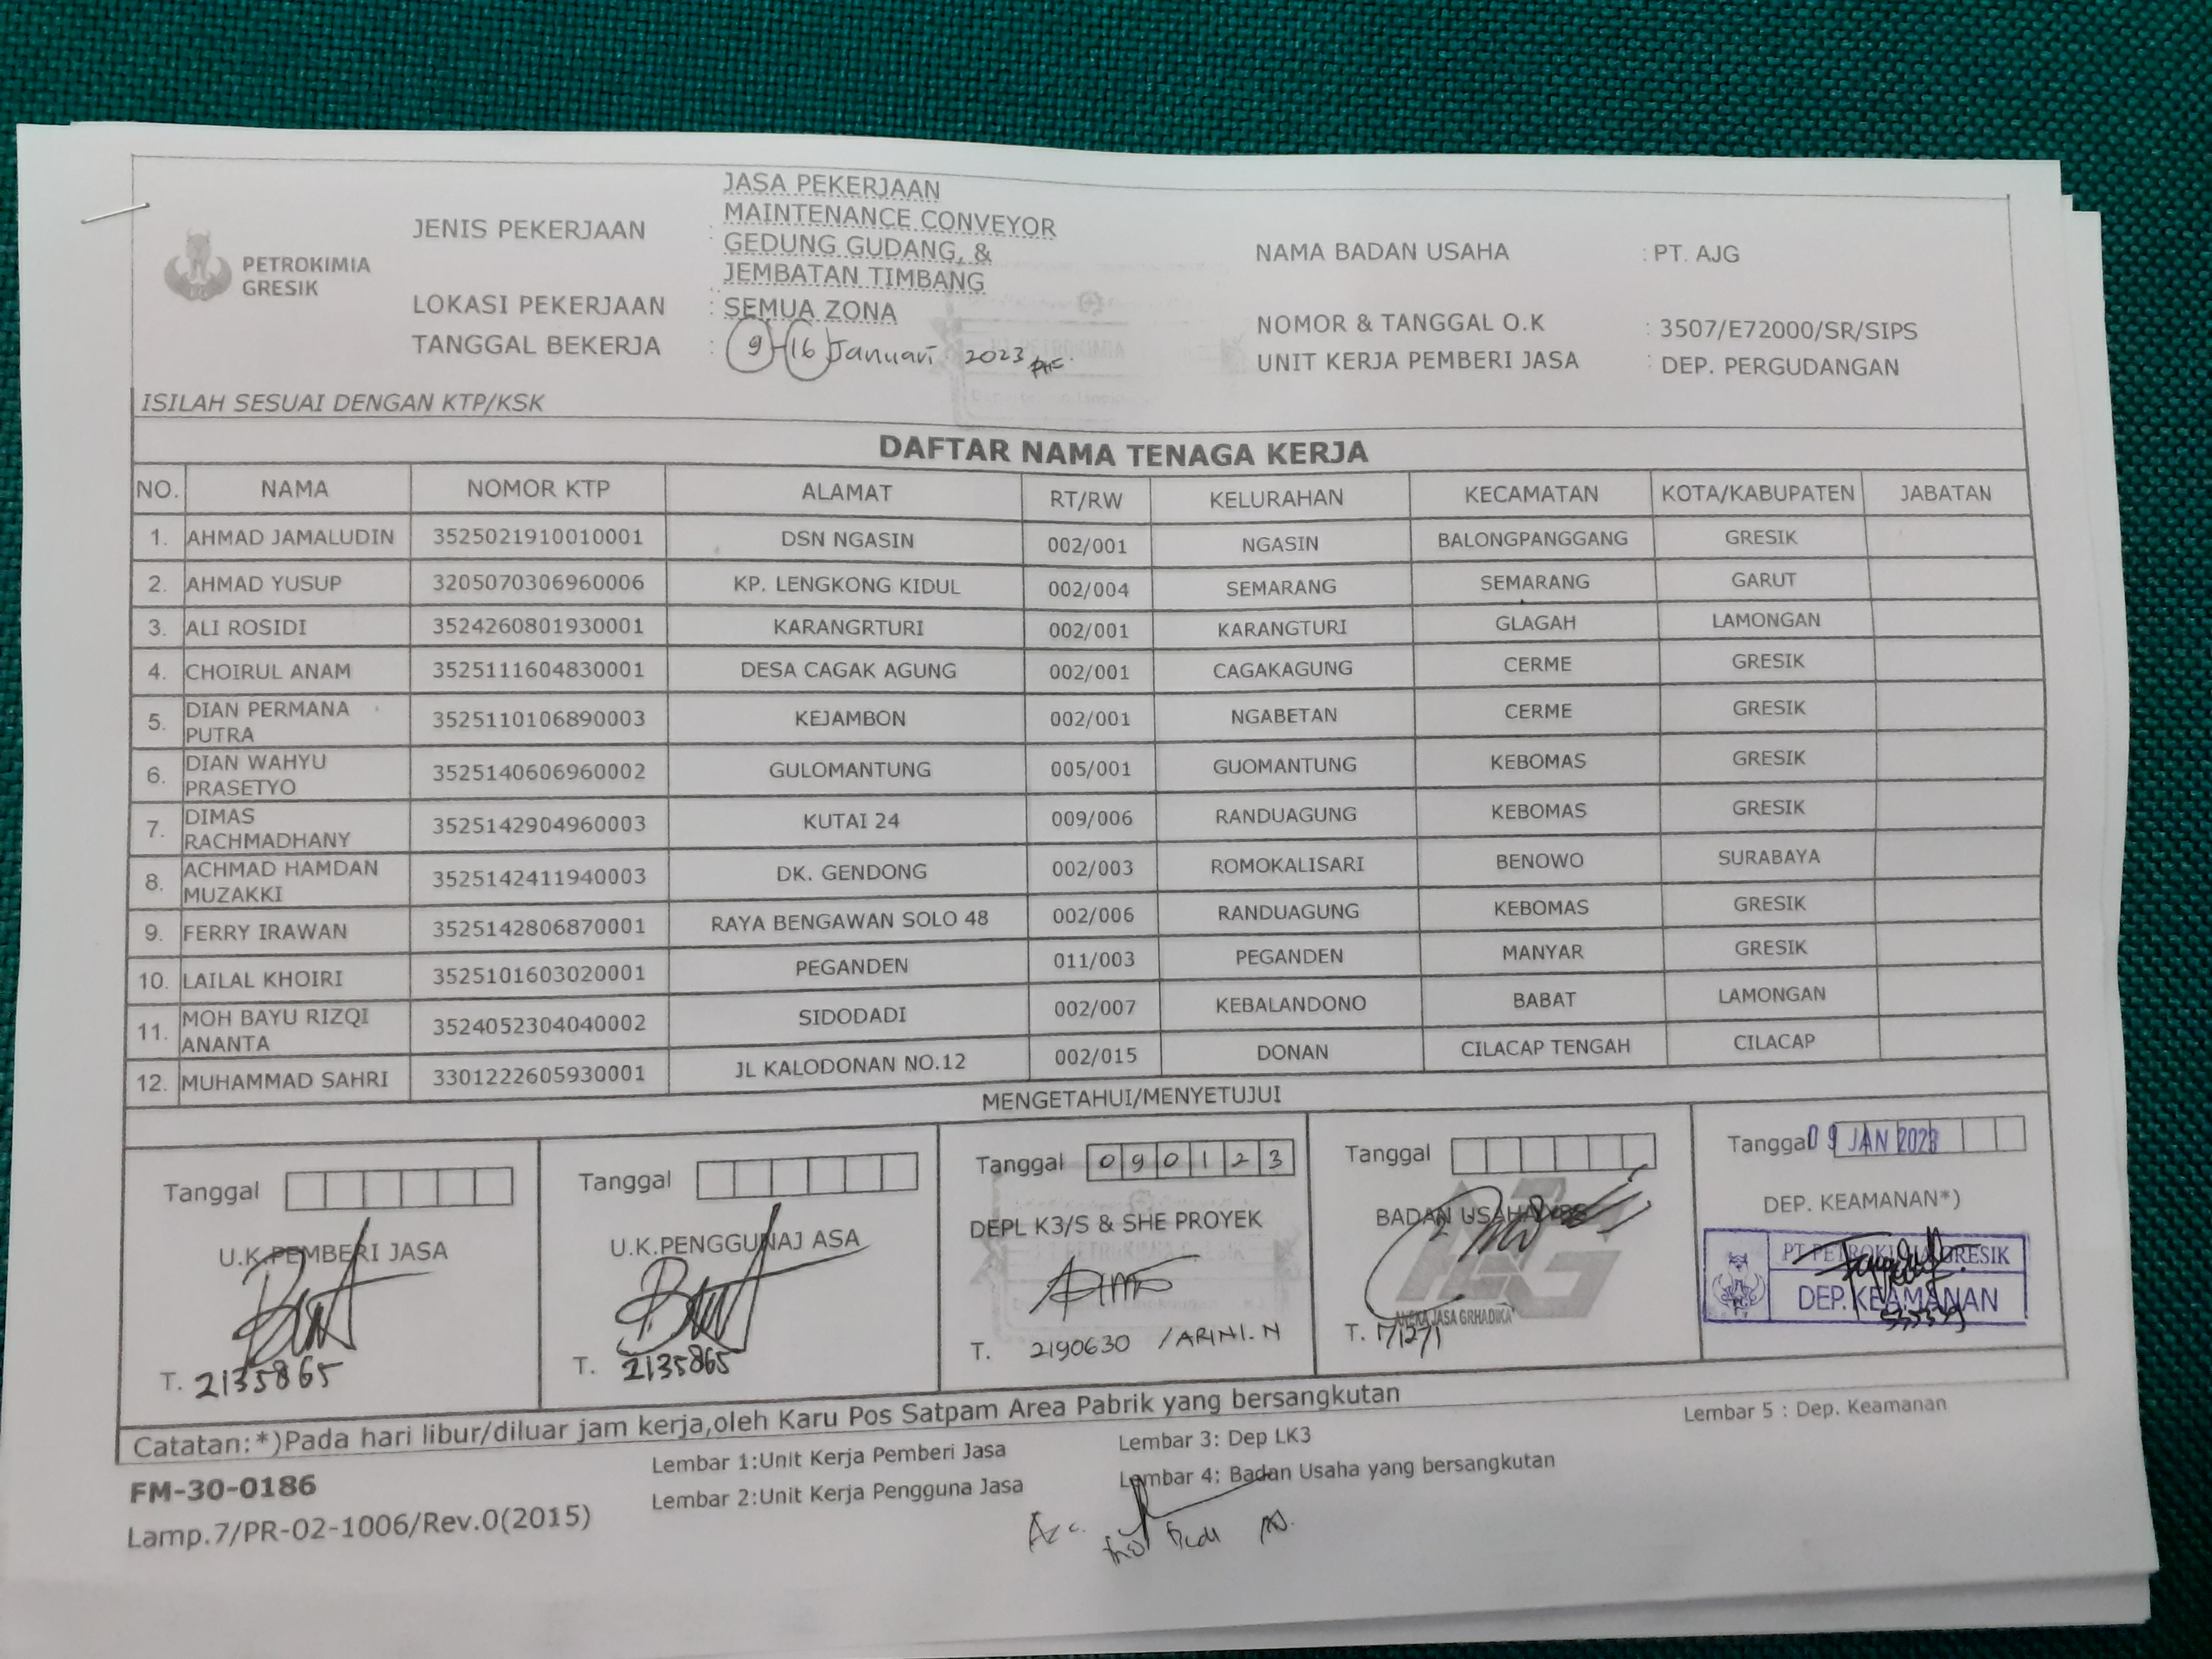 PETROKIMIA
GRESIK
JENIS PEKERJAAN : JASA PEKERJAAN
MAINTENANCE CONVEYOR
GEDUNG GUDANG, &
JEMBATAN TIMBANG
LOKASI PEKERJAAN : SEMUA ZONA
TANGGAL BEKERJA : 9-16 Januari 2023
NAMA BADAN USAHA : PT. AJG
NOMOR & TANGGAL O.K : 3507/E72000/SR/SIPS
UNIT KERJA PEMBERI JASA : DEP. PERGUDANGAN
ISILAH SESUAI DENGAN KTP/KSK
DAFTAR NAMA TENAGA KERJA
NO. NAMA NOMOR KTP ALAMAT RT/RW KELURAHAN KECAMATAN KOTA/KABUPATEN JABATAN
1. AHMAD JAMALUDIN 3525021910010001 DSN NGASIN 002/001 NGASIN BALONGPANGGANG GRESIK
2. AHMAD YUSUP 3205070306960006 KP. LENGKONG KIDUL 002/004 SEMARANG SEMARANG GARUT
3. ALI ROSIDI 3524260801930001 KARANGRTURI 002/001 KARANGTURI GLAGAH LAMONGAN
4. CHOIRUL ANAM 3525111604830001 DESA CAGAK AGUNG 002/001 CAGAKAGUNG CERME GRESIK
5. DIAN PERMANA PUTRA 3525110106890003 KEJAMBON 002/001 NGABETAN CERME GRESIK
6. DIAN WAHYU PRASETYO 3525140606960002 GULOMANTUNG 005/001 GUOMANTUNG KEBOMAS GRESIK
7. DIMAS RACHMADHANY 3525142904960003 KUTAI 24 009/006 RANDUAGUNG KEBOMAS GRESIK
8. ACHMAD HAMDAN MUZAKKI 3525142411940003 DK. GENDONG 002/003 ROMOKALISARI BENOWO SURABAYA
9. FERRY IRAWAN 3525142806870001 RAYA BENGAWAN SOLO 48 002/006 RANDUAGUNG KEBOMAS GRESIK
10. LAILAL KHOIRI 3525101603020001 PEGANDEN 011/003 PEGANDEN MANYAR GRESIK
11. MOH BAYU RIZQI ANANTA 3524052304040002 SIDODADI 002/007 KEBALANDONO BABAT LAMONGAN
12. MUHAMMAD SAHRI 3301222605930001 JL KALODONAN NO.12 002/015 DONAN CILACAP TENGAH CILACAP
MENGETAHUI/MENYETUJUI
Tanggal
U.K.PEMBERI JASA
T. 2135865
Tanggal
U.K.PENGGUNAJ ASA
T. 2135865
Tanggal 090123
DEPL K3/S & SHE PROYEK
T. 2190630 /ARINI.N
Tanggal
BADAN USAHA
T.
Tanggal 09 JAN 2023
DEP. KEAMANAN*)
PT PETROKIMIA GRESIK
DEP. KEAMANAN
Catatan:*)Pada hari libur/diluar jam kerja,oleh Karu Pos Satpam Area Pabrik yang bersangkutan
FM-30-0186
Lamp.7/PR-02-1006/Rev.0(2015)
Lembar 1:Unit Kerja Pemberi Jasa
Lembar 2:Unit Kerja Pengguna Jasa
Lembar 3: Dep LK3
Lembar 4: Badan Usaha yang bersangkutan
Lembar 5 : Dep. Keamanan